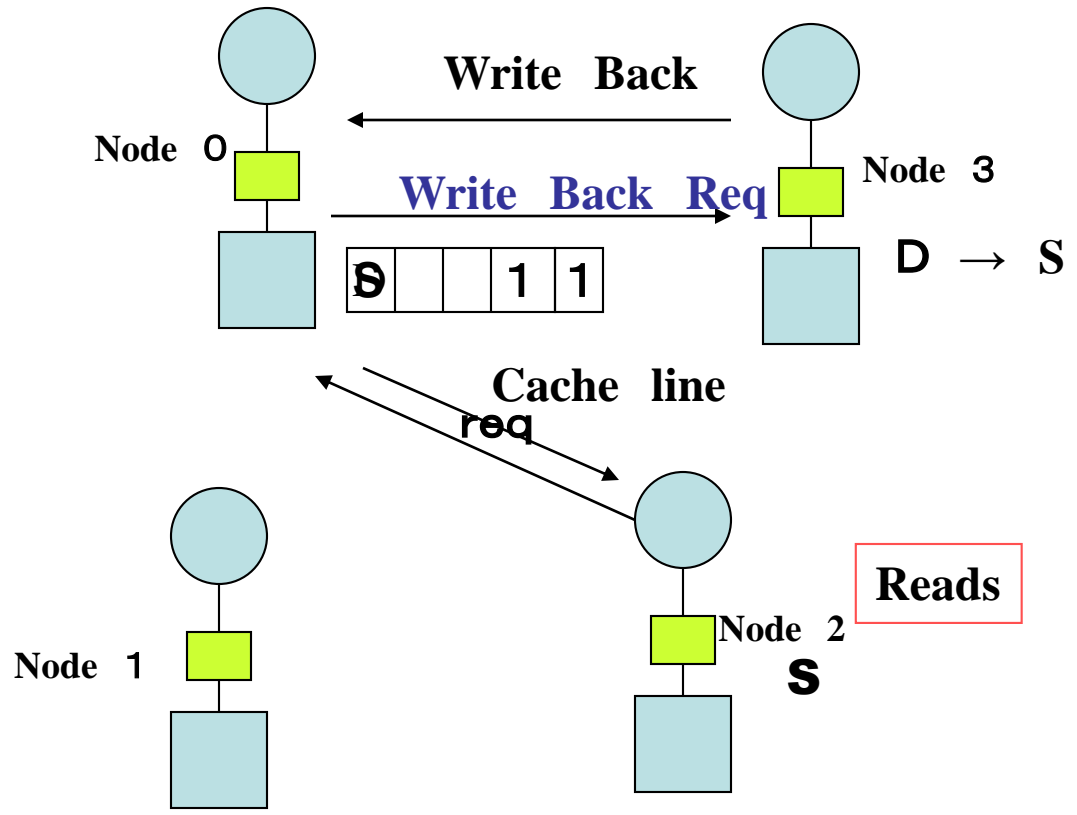 Write Back
Node 0
Write Back Req
Node 3
D → S
1 1
Cache line
req
Reads
Node 2
S
Node 1